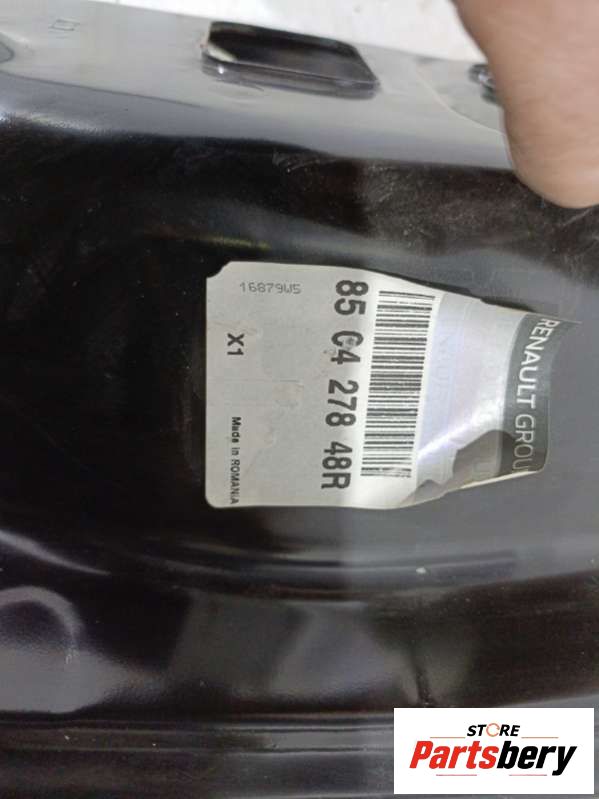 RENAULT GROU
85 04 278 48R
16879W5
X1
Made in ROMANIA
STORE
Partsbery